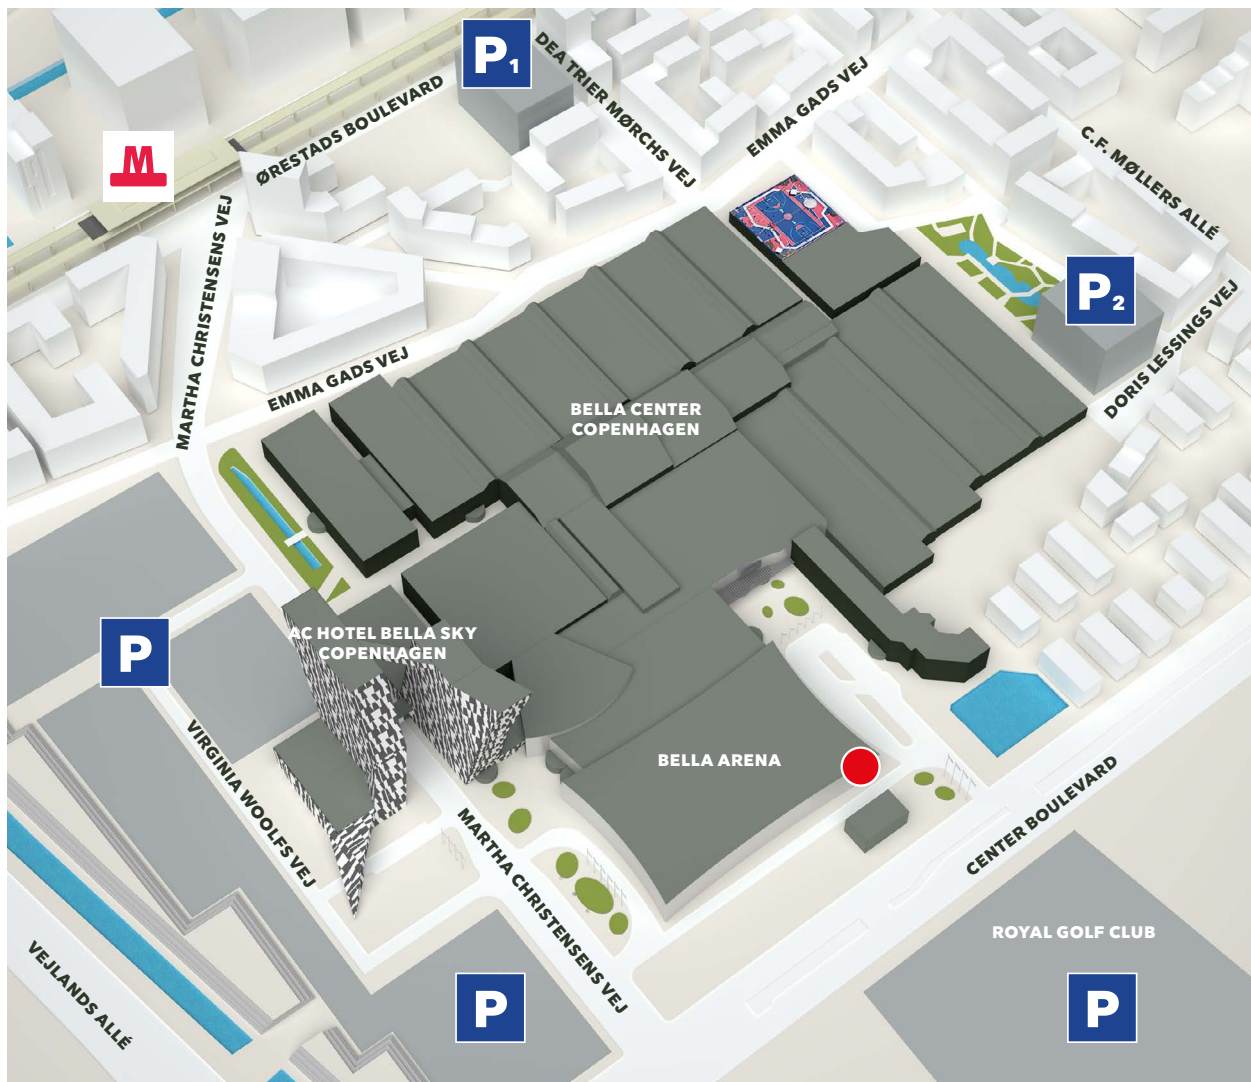 P1
DEA TRIER MØRCHS VEJ
EMMA GADS VEJ
ØRESTADS BOULEVARD
C.F. MØLLERS ALLÉ
M
MARTHA CHRISTENSENS VEJ
P2
DORIS LESSINGS VEJ
EMMA GADS VEJ
BELLA CENTER
COPENHAGEN
AC HOTEL BELLA SKY
COPENHAGEN
P
VIRGINIA WOOLFS VEJ
BELLA ARENA
MARTHA CHRISTENSENS VEJ
CENTER BOULEVARD
ROYAL GOLF CLUB
VEJLANDS ALLÉ
P
P